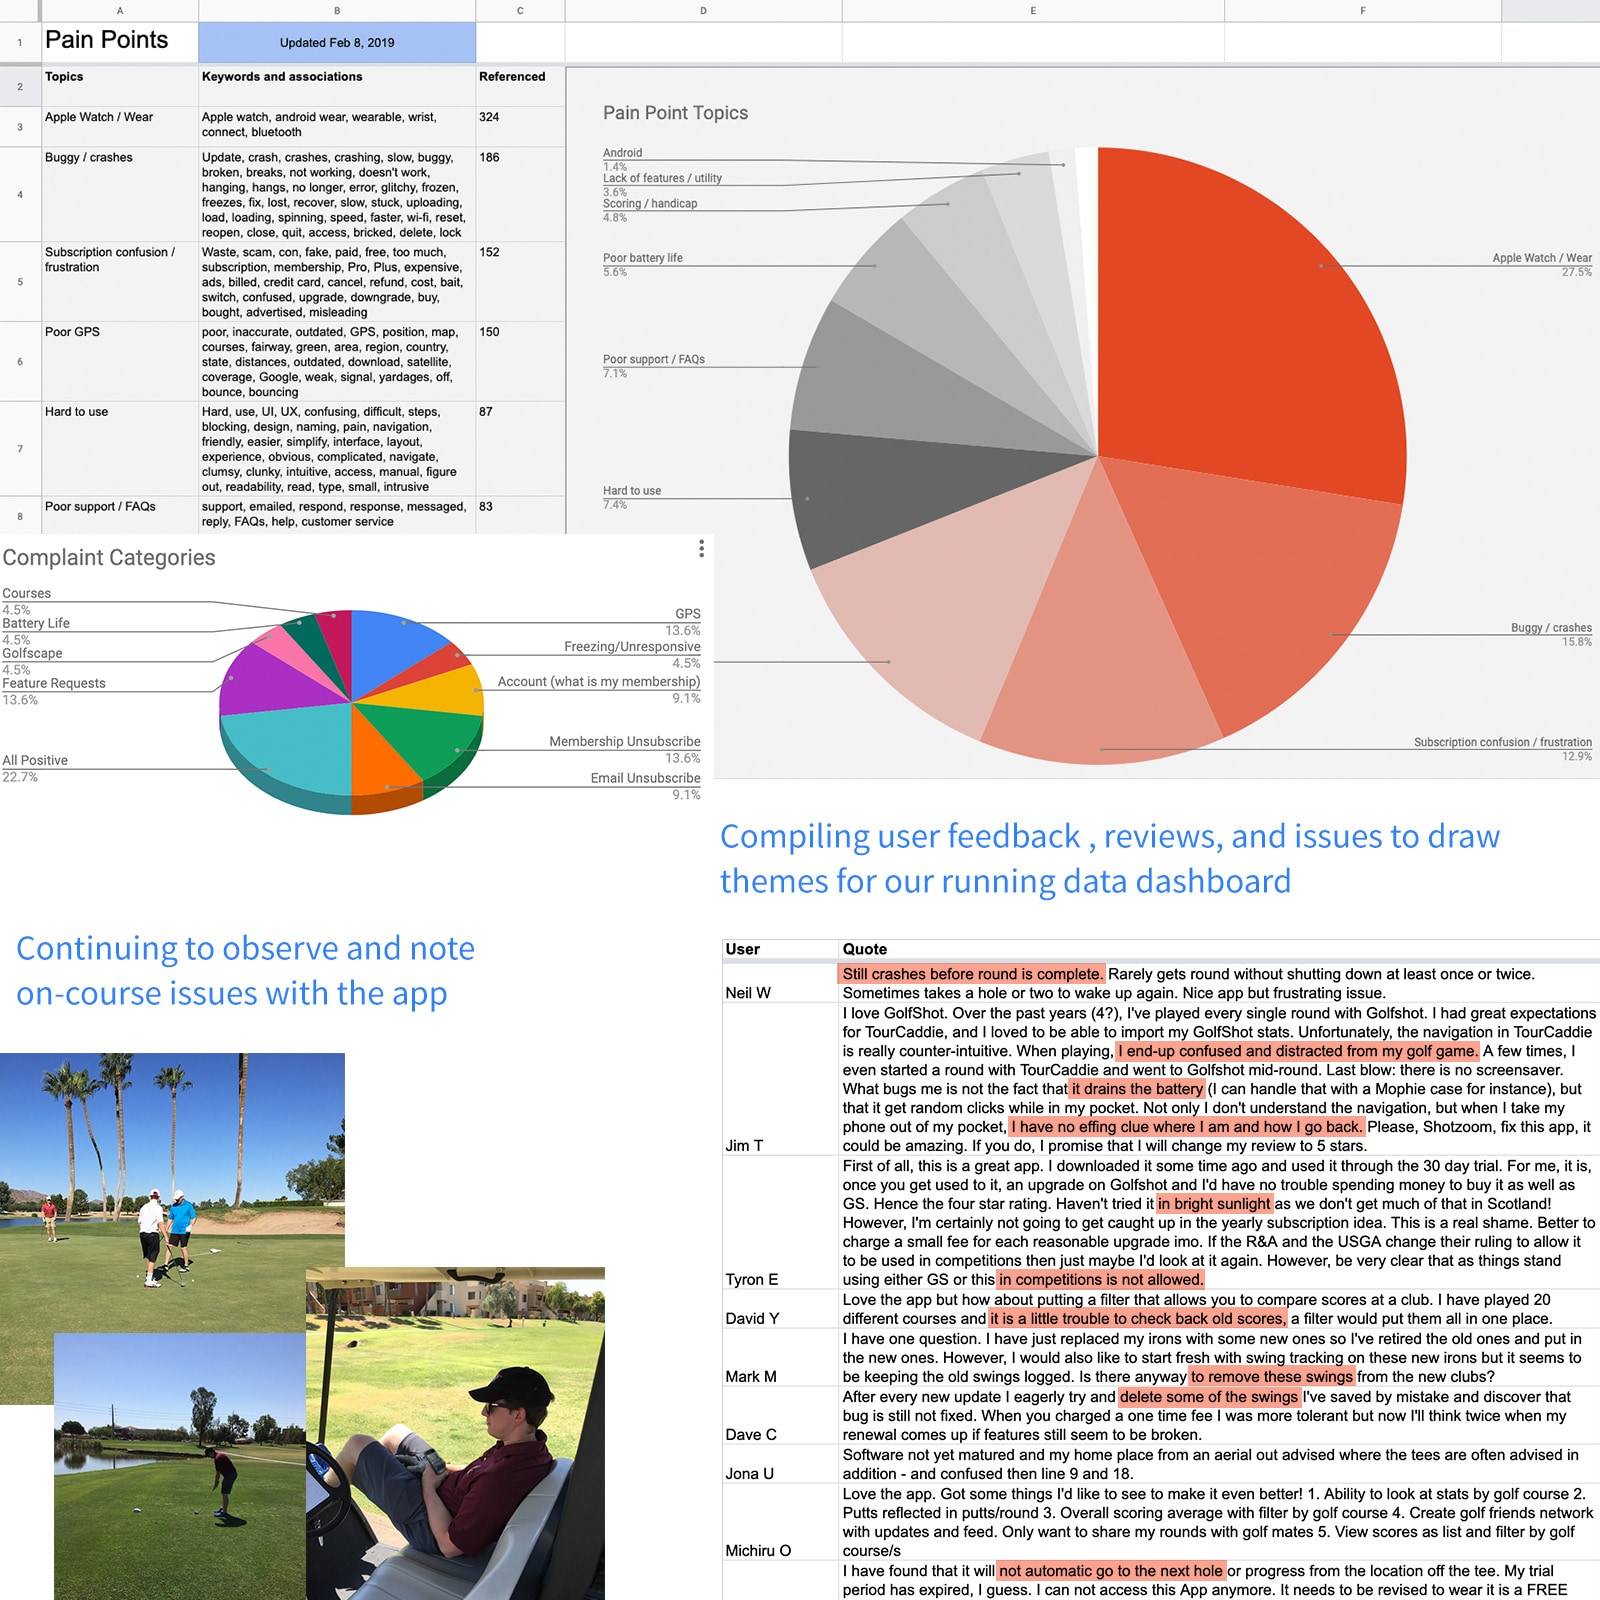 A B C D E F
1 Pain Points Updated Feb 8, 2019
2 Topics Keywords and associations Referenced
3 Apple Watch / Wear Apple watch, android wear, wearable, wrist, 324
connect, bluetooth
4 Buggy / crashes Update, crash, crashes, crashing, slow, buggy, 186
broken, breaks, not working, doesn't work,
hanging, hangs, no longer, error, glitchy, frozen,
freezes, fix, lost, recover, slow, stuck, uploading,
load, loading, spinning, speed, faster, wi-fi, reset,
reopen, close, quit, access, bricked, delete, lock
5 Subscription confusion / Waste, scam, con, fake, paid, free, too much, 152
frustration subscription, membership, Pro, Plus, expensive,
ads, billed, credit card, cancel, refund, cost, bait,
switch, confused, upgrade, downgrade, buy,
bought, advertised, misleading
6 Poor GPS poor, inaccurate, outdated, GPS, position, map, 150
courses, fairway, green, area, region, country,
state, distances, outdated, download, satellite,
coverage, Google, weak, signal, yardages, off,
bounce, bouncing
7 Hard to use Hard, use, UI, UX, confusing, difficult, steps, 87
blocking, design, naming, pain, navigation,
friendly, easier, simplify, interface, layout,
experience, obvious, complicated, navigate,
clumsy, clunky, intuitive, access, manual, figure
out, readability, read, type, small, intrusive
8 Poor support / FAQs support, emailed, respond, response, messaged, 83
reply, FAQs, help, customer service
Pain Point Topics
Android
1.4%
Lack of features / utility
3.6%
Scoring / handicap
4.8%
Poor battery life
5.6%
Poor support / FAQs
7.1%
Hard to use
7.4%
Apple Watch / Wear
27.5%
Buggy / crashes
15.8%
Subscription confusion / frustration
12.9%
Complaint Categories
Courses
4.5%
Battery Life
4.5%
Golfscape
4.5%
Feature Requests
13.6%
All Positive
22.7%
GPS
13.6%
Freezing/Unresponsive
4.5%
Account (what is my membership)
9.1%
Membership Unsubscribe
13.6%
Email Unsubscribe
9.1%
Compiling user feedback , reviews, and issues to draw
themes for our running data dashboard
Continuing to observe and note
on-course issues with the app
User Quote
Still crashes before round is complete. Rarely gets round without shutting down at least once or twice.
Neil W Sometimes takes a hole or two to wake up again. Nice app but frustrating issue.
I love GolfShot. Over the past years (4?), I've played every single round with Golfshot. I had great expectations
for TourCaddie, and I loved to be able to import my GolfShot stats. Unfortunately, the navigation in TourCaddie
is really counter-intuitive. When playing, I end-up confused and distracted from my golf game. A few times, I
even started a round with TourCaddie and went to Golfshot mid-round. Last blow: there is no screensaver.
What bugs me is not the fact that it drains the battery (I can handle that with a Mophie case for instance), but
that it get random clicks while in my pocket. Not only I don't understand the navigation, but when I take my
phone out of my pocket, I have no effing clue where I am and how I go back. Please, Shotzoom, fix this app, it
Jim T could be amazing. If you do, I promise that I will change my review to 5 stars.
First of all, this is a great app. I downloaded it some time ago and used it through the 30 day trial. For me, it is,
once you get used to it, an upgrade on Golfshot and I'd have no trouble spending money to buy it as well as
GS. Hence the four star rating. Haven't tried it in bright sunlight as we don't get much of that in Scotland!
However, I'm certainly not going to get caught up in the yearly subscription idea. This is a real shame. Better to
charge a small fee for each reasonable upgrade imo. If the R&A and the USGA change their ruling to allow it
to be used in competitions then just maybe I'd look at it again. However, be very clear that as things stand
Tyron E using either GS or this in competitions is not allowed.
Love the app but how about putting a filter that allows you to compare scores at a club. I have played 20
David Y different courses and it is a little trouble to check back old scores, a filter would put them all in one place.
I have one question. I have just replaced my irons with some new ones so I've retired the old ones and put in
the new ones. However, I would also like to start fresh with swing tracking on these new irons but it seems to
Mark M be keeping the old swings logged. Is there anyway to remove these swings from the new clubs?
After every new update I eagerly try and delete some of the swings I've saved by mistake and discover that
bug is still not fixed. When you charged a one time fee I was more tolerant but now I'll think twice when my
Dave C renewal comes up if features still seem to be broken.
Software not yet matured and my home place from an aerial out advised where the tees are often advised in
Jona U addition - and confused then line 9 and 18.
Love the app. Got some things I'd like to see to make it even better! 1. Ability to look at stats by golf course 2.
Putts reflected in putts/round 3. Overall scoring average with filter by golf course 4. Create golf friends network
with updates and feed. Only want to share my rounds with golf mates 5. View scores as list and filter by golf
Michiru O course/s
I have found that it will not automatic go to the next hole or progress from the location off the tee. My trial
period has expired, I guess. I can not access this App anymore. It needs to be revised to wear it is a FREE